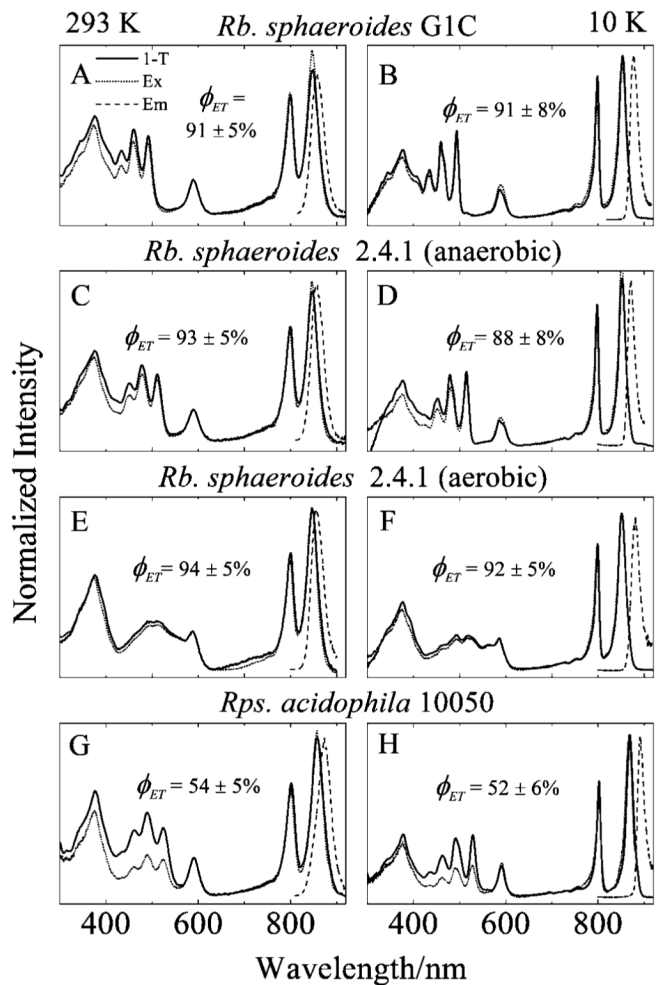 293 K Rb. sphaeroides G1C 10 K
A
1-T
Ex
Em
ϕET =
91 ± 5%
B
ϕET = 91 ± 8%
Rb. sphaeroides 2.4.1 (anaerobic)
C
ϕET = 93 ± 5%
D
ϕET = 88 ± 8%
Rb. sphaeroides 2.4.1 (aerobic)
E
ϕET = 94 ± 5%
F
ϕET = 92 ± 5%
Rps. acidophila 10050
G
ϕET = 54 ± 5%
H
ϕET = 52 ± 6%
Normalized Intensity
400 600 800 400 600 800
Wavelength/nm